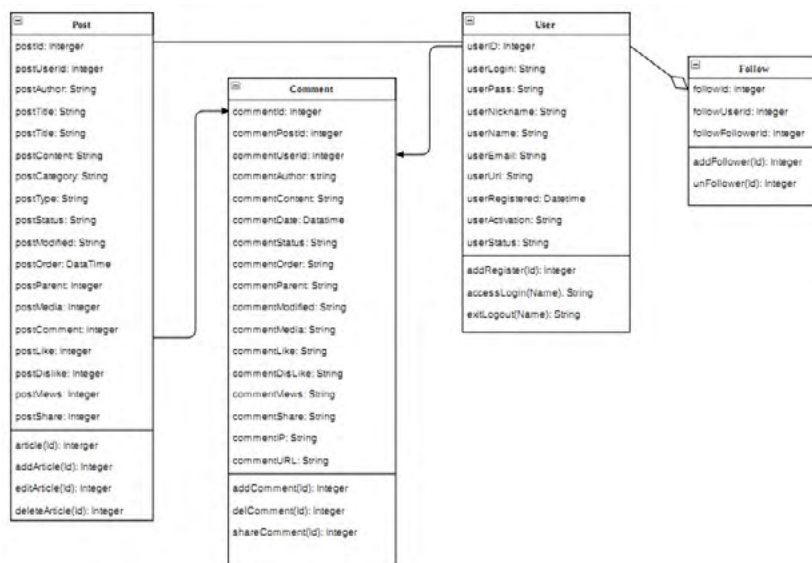 Post
postId: Interger
postUserId: Integer
postAuthor: String
postTitle: String
postTitle: String
postContent: String
postCategory: String
postType: String
postStatus: String
postModified: String
postOrder: DataTime
postParent: Integer
postMedia: Integer
postComment: Integer
postLike: Integer
postDislike: Integer
postViews: Integer
postShare: Integer
article(Id): Interger
addArticle(Id): Integer
editArticle(Id): Integer
deleteArticle(Id): Integer
Comment
commentId: Integer
commentPostId: Integer
commentUserId: Integer
commentAuthor: string
commentContent: String
commentDate: Datatime
commentStatus: String
commentOrder: String
commentParent: String
commentModified: String
commentMedia: String
commentLike: String
commentDisLike: String
commentViews: String
commentShare: String
commentIP: String
commentURL: String
addComment(Id): Integer
delComment(Id): Integer
shareComment(Id): Integer
User
userID: Integer
userLogin: String
userPass: String
userNickname: String
userName: String
userEmail: String
userUrl: String
userRegistered: Datetime
userActivation: String
userStatus: String
addRegister(Id): Integer
accessLogin(Name): String
exitLogout(Name): String
Follow
followId: Integer
followUserId: Integer
followFollowerId: Integer
addFollower(Id): Integer
unFollower(Id): Integer